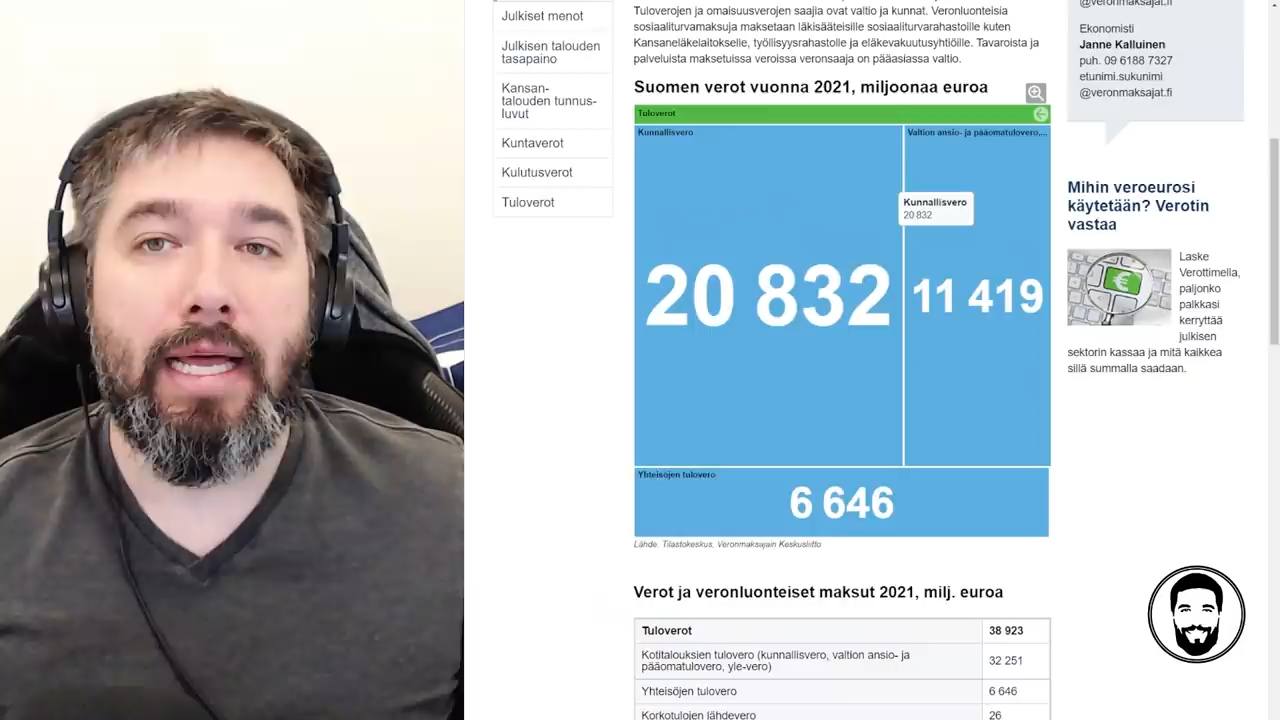 Julkiset menot
Julkisen talouden
tasapaino
Kansan-
talouden tunnus-
luvut
Kuntaverot
Kulutusverot
Tuloverot
Tuloverojen ja omaisuusverojen saajia ovat valtio ja kunnat. Veronluonteisia
sosiaaliturvamaksuja maksetaan lakisääteisille sosiaaliturvarahastoille kuten
Kansaneläkelaitokselle, työllisyysrahastolle ja eläkevakuutusyhtiöille. Tavaroista ja
palveluista maksetuissa veroissa veronsaaja on pääasiassa valtio.
Suomen verot vuonna 2021, miljoonaa euroa
Tuloverot
Kunnallisvero
Valtion ansio- ja pääomatulovero,...
Kunnallisvero
20 832
20 832
11 419
Yhteisöjen tulovero
6 646
Lähde: Tilastokeskus, Veronmaksajain Keskusliitto
Verot ja veronluonteiset maksut 2021, milj. euroa
Tuloverot 38 923
Kotitalouksien tulovero (kunnallisvero, valtion ansio- ja
pääomatulovero, yle-vero) 32 251
Yhteisöjen tulovero 6 646
Korkotulojen lähdevero 26
@veronmaksajat.fi
Ekonomisti
Janne Kalluinen
puh. 09 6188 7327
etunimi.sukunimi
@veronmaksajat.fi
Mihin veroeurosi
käytetään? Verotin
vastaa
Laske
Verottimella,
paljonko
palkkasi
kerryttää
julkisen
sektorin kassaa ja mitä kaikkea
sillä summalla saadaan.